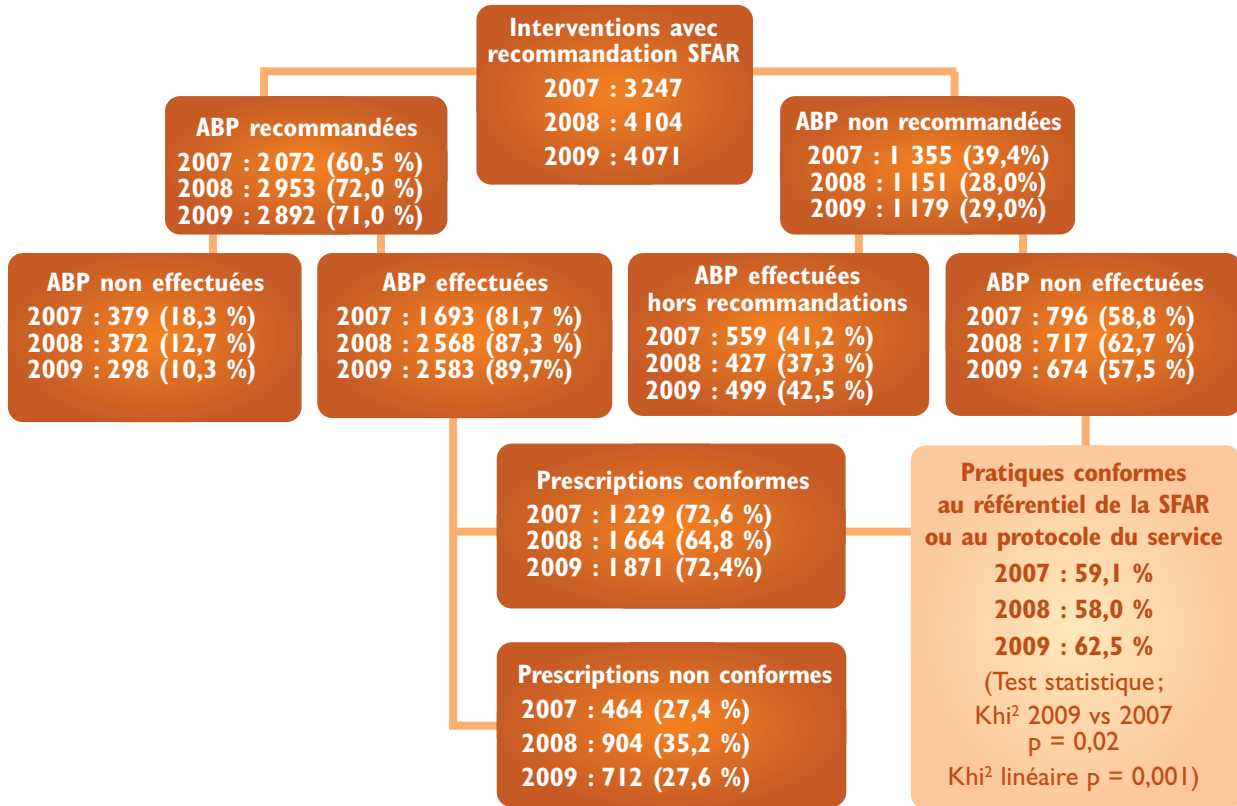 Interventions avec
recommandation SFAR
2007 : 3 247
2008 : 4 104
2009 : 4 071
ABP recommandées
2007 : 2 072 (60,5 %)
2008 : 2 953 (72,0 %)
2009 : 2 892 (71,0 %)
ABP non recommandées
2007 : 1 355 (39,4%)
2008 : 1 151 (28,0%)
2009 : 1 179 (29,0%)
ABP non effectuées
2007 : 379 (18,3 %)
2008 : 372 (12,7 %)
2009 : 298 (10,3 %)
ABP effectuées
2007 : 1 693 (81,7 %)
2008 : 2 568 (87,3 %)
2009 : 2 583 (89,7%)
ABP effectuées
hors recommandations
2007 : 559 (41,2 %)
2008 : 427 (37,3 %)
2009 : 499 (42,5 %)
ABP non effectuées
2007 : 796 (58,8 %)
2008 : 717 (62,7 %)
2009 : 674 (57,5 %)
Prescriptions conformes
2007 : 1 229 (72,6 %)
2008 : 1 664 (64,8 %)
2009 : 1 871 (72,4%)
Prescriptions non conformes
2007 : 464 (27,4 %)
2008 : 904 (35,2 %)
2009 : 712 (27,6 %)
Pratiques conformes
au référentiel de la SFAR
ou au protocole du service
2007 : 59,1 %
2008 : 58,0 %
2009 : 62,5 %
(Test statistique ;
Khi² 2009 vs 2007
p = 0,02
Khi² linéaire p = 0,001)